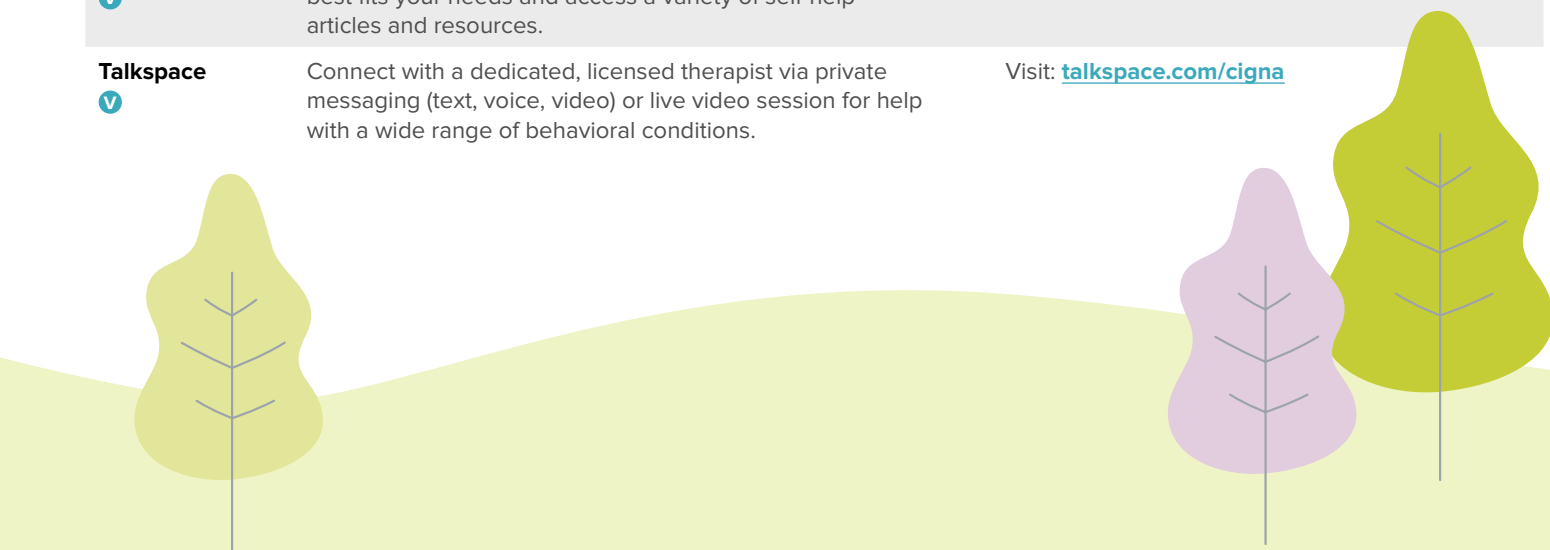 articles and resources.
Talkspace
V
Connect with a dedicated, licensed therapist via private
messaging (text, voice, video) or live video session for help
with a wide range of behavioral conditions.
Visit: talkspace.com/cigna